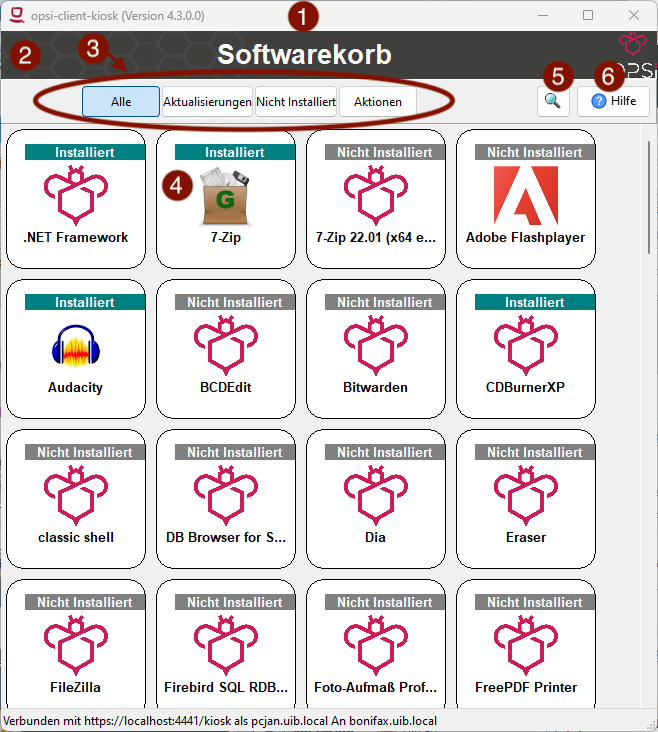 opsi-client-kiosk (Version 4.3.0.0)
1
2
Softwarekorb
3
5
6
Alle
Aktualisierungen
Nicht Installiert
Aktionen
Hilfe
Installiert
.NET Framework
Installiert
4
G
7-Zip
Nicht Installiert
7-Zip 22.01 (x64 e...
Nicht Installiert
Adobe Flashplayer
Installiert
Audacity
Nicht Installiert
BCDEdit
Nicht Installiert
Bitwarden
Installiert
CDBurnerXP
Nicht Installiert
classic shell
Nicht Installiert
DB Browser for S...
Nicht Installiert
Dia
Nicht Installiert
Eraser
Nicht Installiert
FileZilla
Nicht Installiert
Firebird SQL RDB...
Nicht Installiert
Foto-Aufmaß Prof...
Nicht Installiert
FreePDF Printer
Verbunden mit https://localhost:4441/kiosk als pcjan.uib.local An bonifax.uib.local